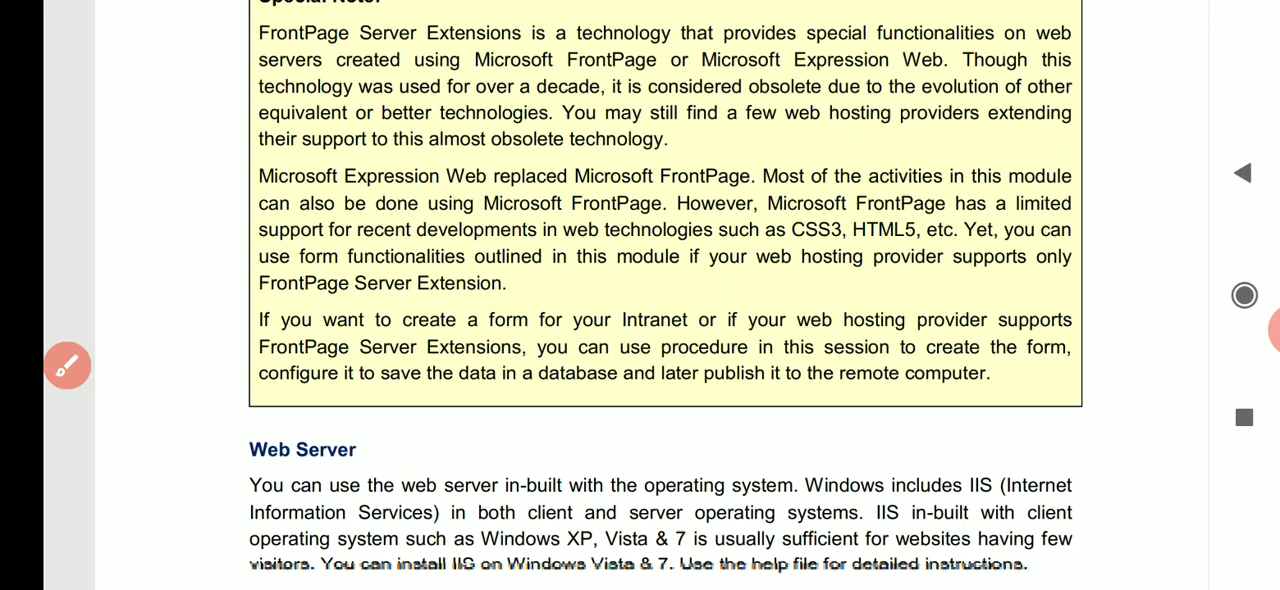 Special Note:
FrontPage Server Extensions is a technology that provides special functionalities on web
servers created using Microsoft FrontPage or Microsoft Expression Web. Though this
technology was used for over a decade, it is considered obsolete due to the evolution of other
equivalent or better technologies. You may still find a few web hosting providers extending
their support to this almost obsolete technology.
Microsoft Expression Web replaced Microsoft FrontPage. Most of the activities in this module
can also be done using Microsoft FrontPage. However, Microsoft FrontPage has a limited
support for recent developments in web technologies such as CSS3, HTML5, etc. Yet, you can
use form functionalities outlined in this module if your web hosting provider supports only
FrontPage Server Extension.
If you want to create a form for your Intranet or if your web hosting provider supports
FrontPage Server Extensions, you can use procedure in this session to create the form,
configure it to save the data in a database and later publish it to the remote computer.
Web Server
You can use the web server in-built with the operating system. Windows includes IIS (Internet
Information Services) in both client and server operating systems. IIS in-built with client
operating system such as Windows XP, Vista & 7 is usually sufficient for websites having few
visitors. You can install IIS on Windows Vista & 7. Use the help file for detailed instructions.